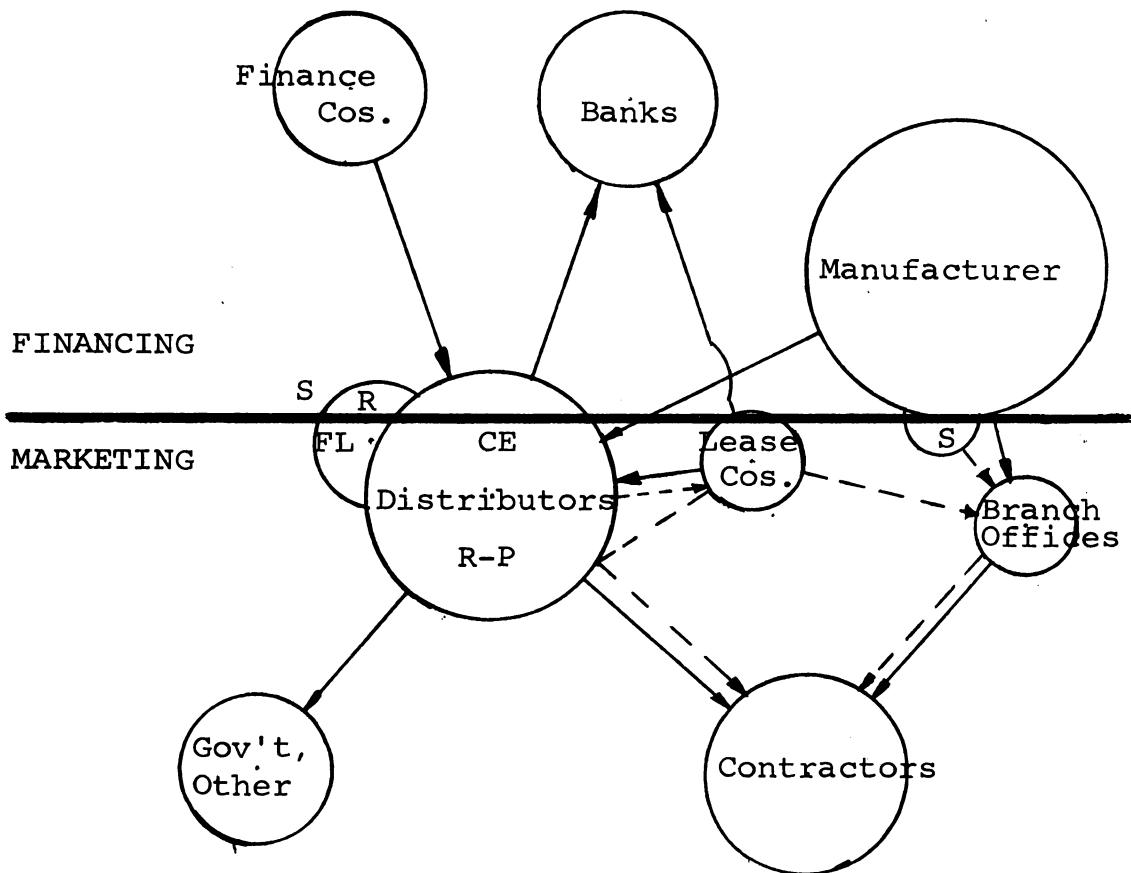 Finance
Cos.
Banks
Manufacturer
FINANCING
S
R
FL
CE
Lease
Cos.
S
MARKETING
Distributors
Branch
Offices
R-P
Gov't,
Other
Contractors